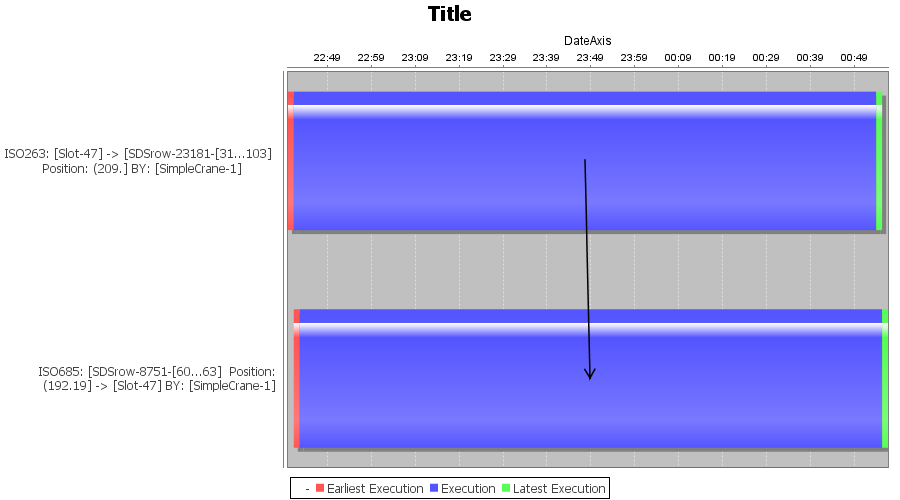 Title
DateAxis
22:49 22:59 23:09 23:19 23:29 23:39 23:49 23:59 00:09 00:19 00:29 00:39 00:49
ISO263: [Slot-47] -> [SDSrow-23181-[31...103]
Position: (209.] BY: [SimpleCrane-1]
ISO685: [SDSrow-8751-[60...63] Position:
(192.19] -> [Slot-47] BY: [SimpleCrane-1]
- Earliest Execution Execution Latest Execution